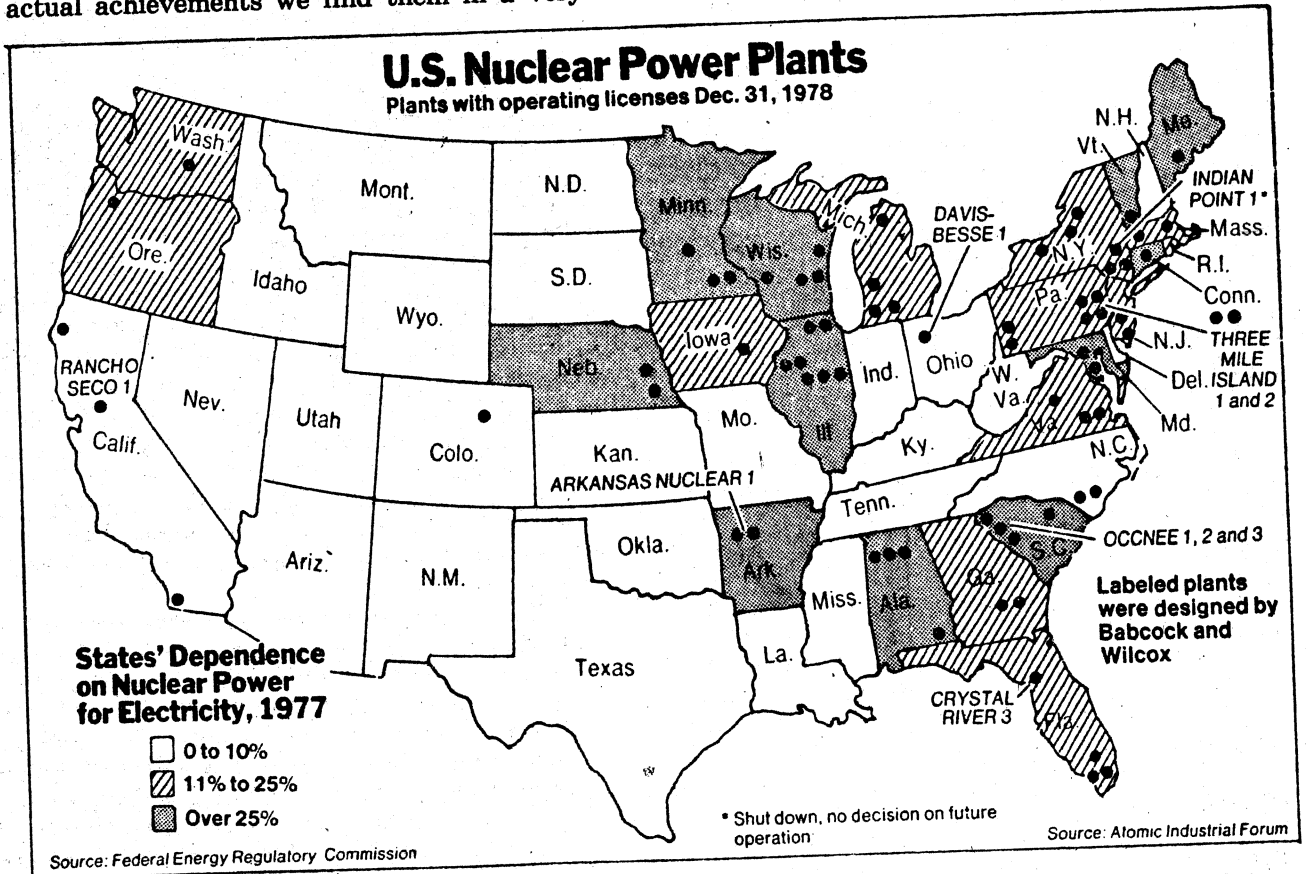 actual achievements we find them in a very
U.S. Nuclear Power Plants
Plants with operating licenses Dec. 31, 1978
Wash.
Ore.
Mont.
Idaho
Wyo.
N.D.
S.D.
Minn.
Wis.
Mich.
Iowa
Neb.
Ill.
Ind.
Ohio
DAVIS-
BESSE 1
N.H.
Vt.
Me.
INDIAN
POINT 1*
Mass.
N.Y.
R.I.
Conn.
Pa.
N.J.
THREE
MILE
ISLAND
1 and 2
Del.
Md.
W.
Va.
Va.
Ky.
N.C.
Tenn.
RANCHO
SECO 1
Calif.
Nev.
Utah
Colo.
Kan.
Mo.
ARKANSAS NUCLEAR 1
Ariz.
N.M.
Okla.
Ark.
Texas
La.
Miss.
Ala.
Ga.
S.C.
OCCNEE 1, 2 and 3
CRYSTAL
RIVER 3
Fla.
Labeled plants
were designed by
Babcock and
Wilcox
States' Dependence
on Nuclear Power
for Electricity, 1977
0 to 10%
11% to 25%
Over 25%
* Shut down, no decision on future
operation
Source: Federal Energy Regulatory Commission
Source: Atomic Industrial Forum